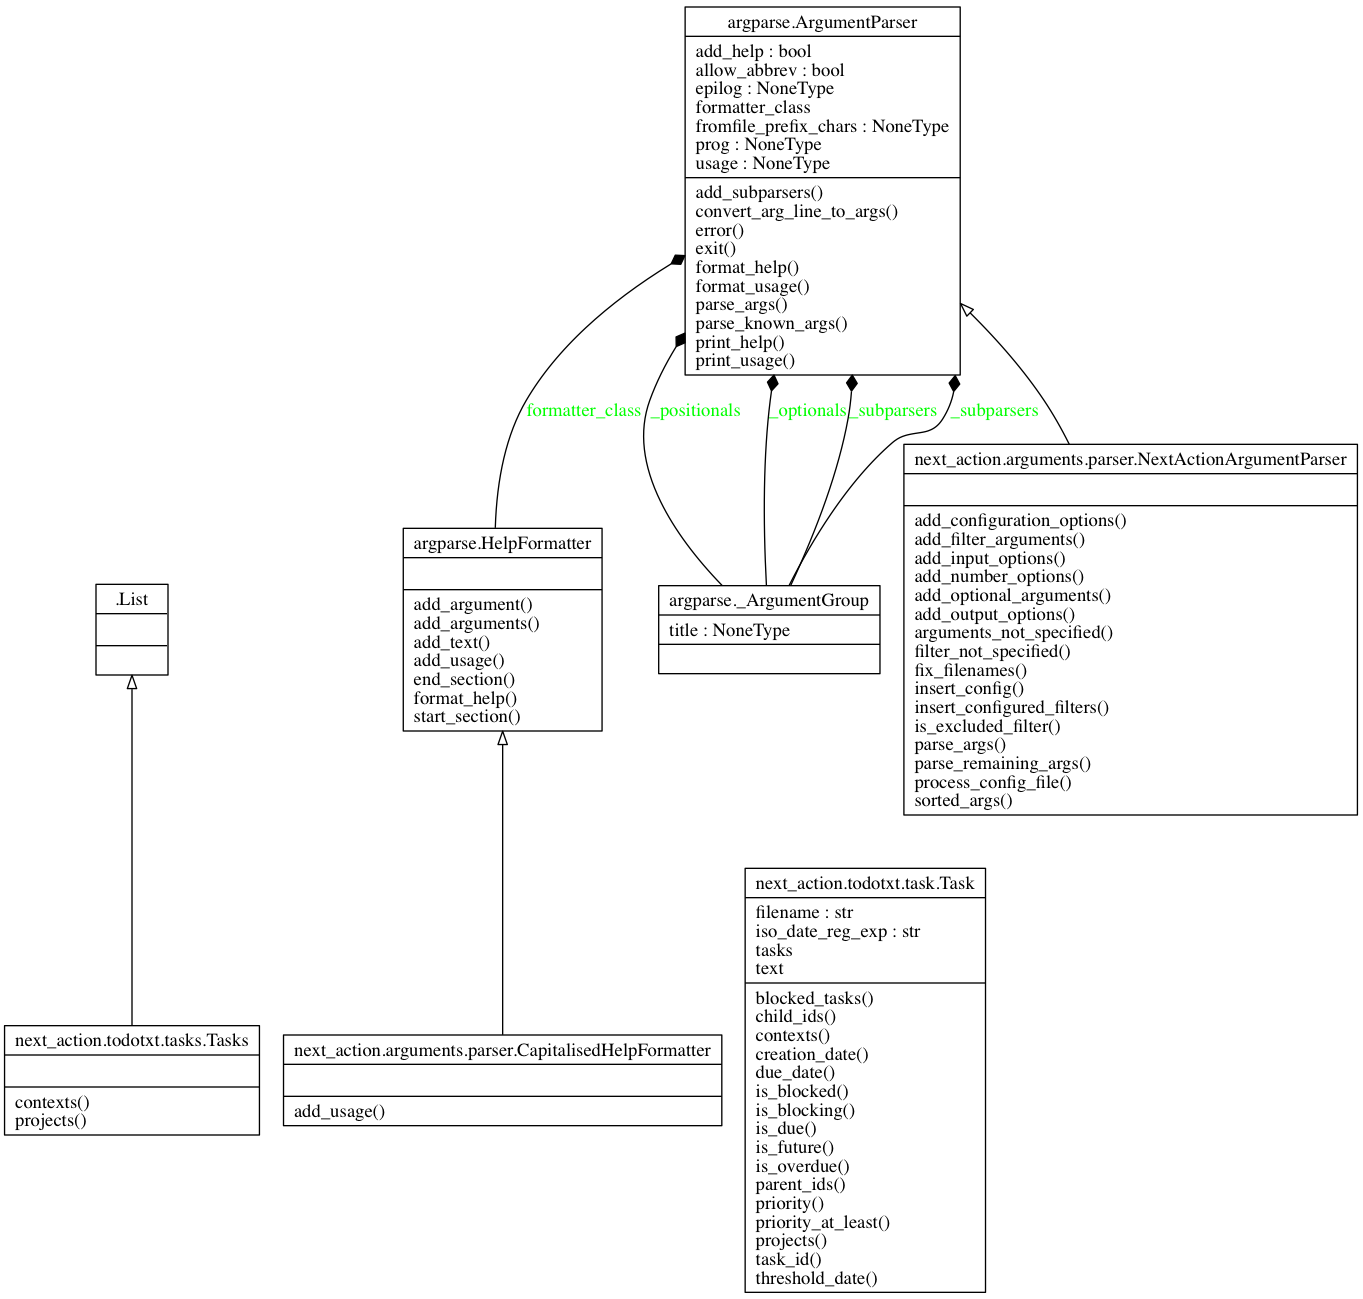 argparse.ArgumentParser
add_help : bool
allow_abbrev : bool
epilog : NoneType
formatter_class
fromfile_prefix_chars : NoneType
prog : NoneType
usage : NoneType
add_subparsers()
convert_arg_line_to_args()
error()
exit()
format_help()
format_usage()
parse_args()
parse_known_args()
print_help()
print_usage()
formatter_class
_positionals
_optionals
_subparsers
_subparsers
next_action.arguments.parser.NextActionArgumentParser
add_configuration_options()
add_filter_arguments()
add_input_options()
add_number_options()
add_optional_arguments()
add_output_options()
arguments_not_specified()
filter_not_specified()
fix_filenames()
insert_config()
insert_configured_filters()
is_excluded_filter()
parse_args()
parse_remaining_args()
process_config_file()
sorted_args()
argparse.HelpFormatter
add_argument()
add_arguments()
add_text()
add_usage()
end_section()
format_help()
start_section()
argparse._ArgumentGroup
title : NoneType
.List
next_action.todotxt.task.Task
filename : str
iso_date_reg_exp : str
tasks
text
blocked_tasks()
child_ids()
contexts()
creation_date()
due_date()
is_blocked()
is_blocking()
is_due()
is_future()
is_overdue()
parent_ids()
priority()
priority_at_least()
projects()
task_id()
threshold_date()
next_action.todotxt.tasks.Tasks
contexts()
projects()
next_action.arguments.parser.CapitalisedHelpFormatter
add_usage()